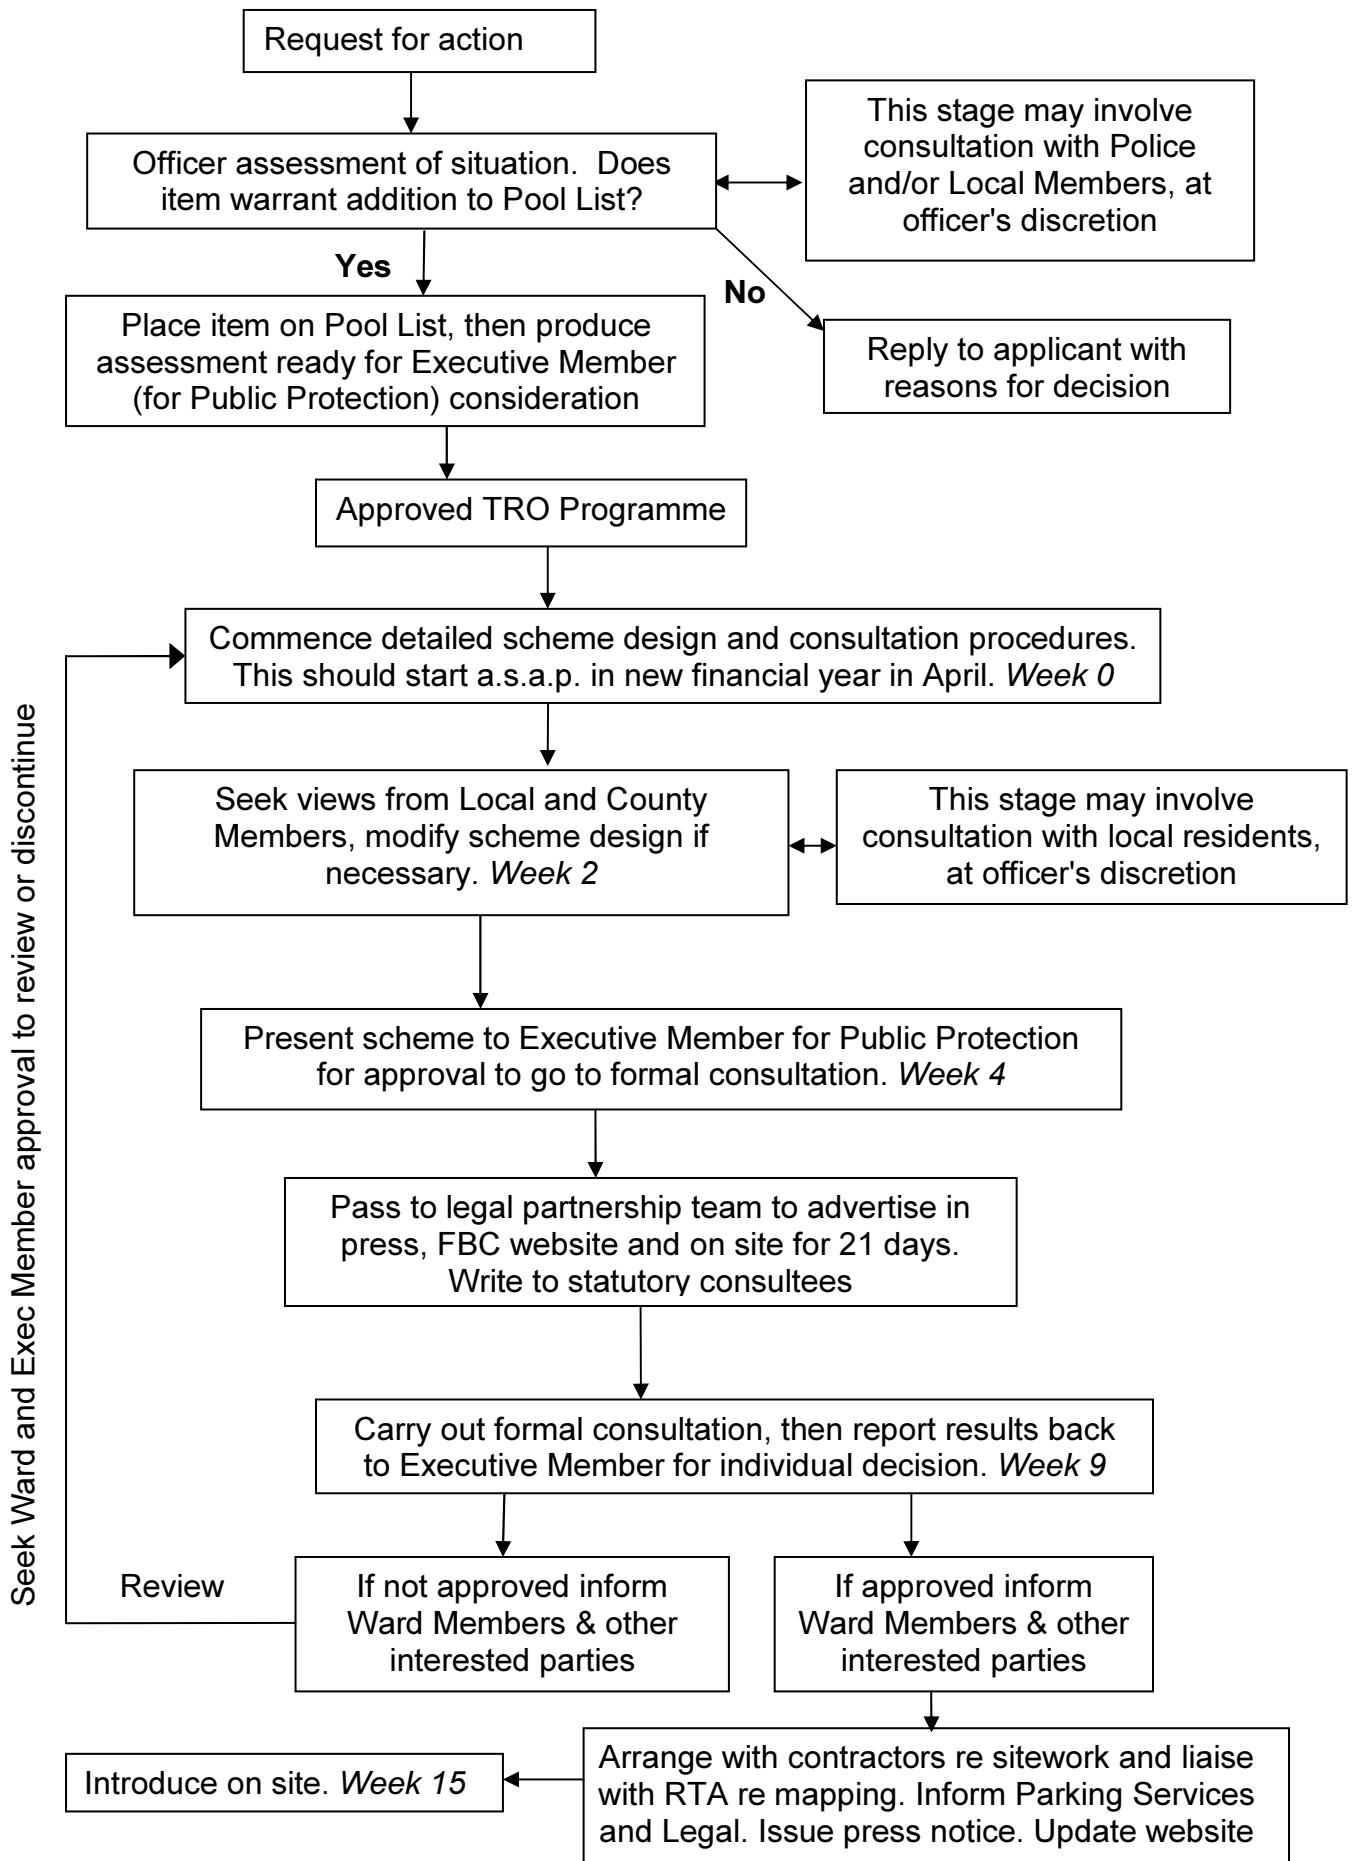 Request for action
This stage may involve
consultation with Police
and/or Local Members, at
officer's discretion
Officer assessment of situation.  Does
item warrant addition to Pool List?
Yes
No
Place item on Pool List, then produce
assessment ready for Executive Member
(for Public Protection) consideration
Reply to applicant with
reasons for decision
Approved TRO Programme
Commence detailed scheme design and consultation procedures.
This should start a.s.a.p. in new financial year in April. Week 0
Seek views from Local and County
Members, modify scheme design if
necessary. Week 2
This stage may involve
consultation with local residents,
at officer's discretion
Present scheme to Executive Member for Public Protection
for approval to go to formal consultation. Week 4
Pass to legal partnership team to advertise in
press, FBC website and on site for 21 days.
Write to statutory consultees
Carry out formal consultation, then report results back
to Executive Member for individual decision. Week 9
Seek Ward and Exec Member approval to review or discontinue
Review
If not approved inform
Ward Members & other
interested parties
If approved inform
Ward Members & other
interested parties
Arrange with contractors re sitework and liaise
with RTA re mapping. Inform Parking Services
and Legal. Issue press notice. Update website
Introduce on site. Week 15